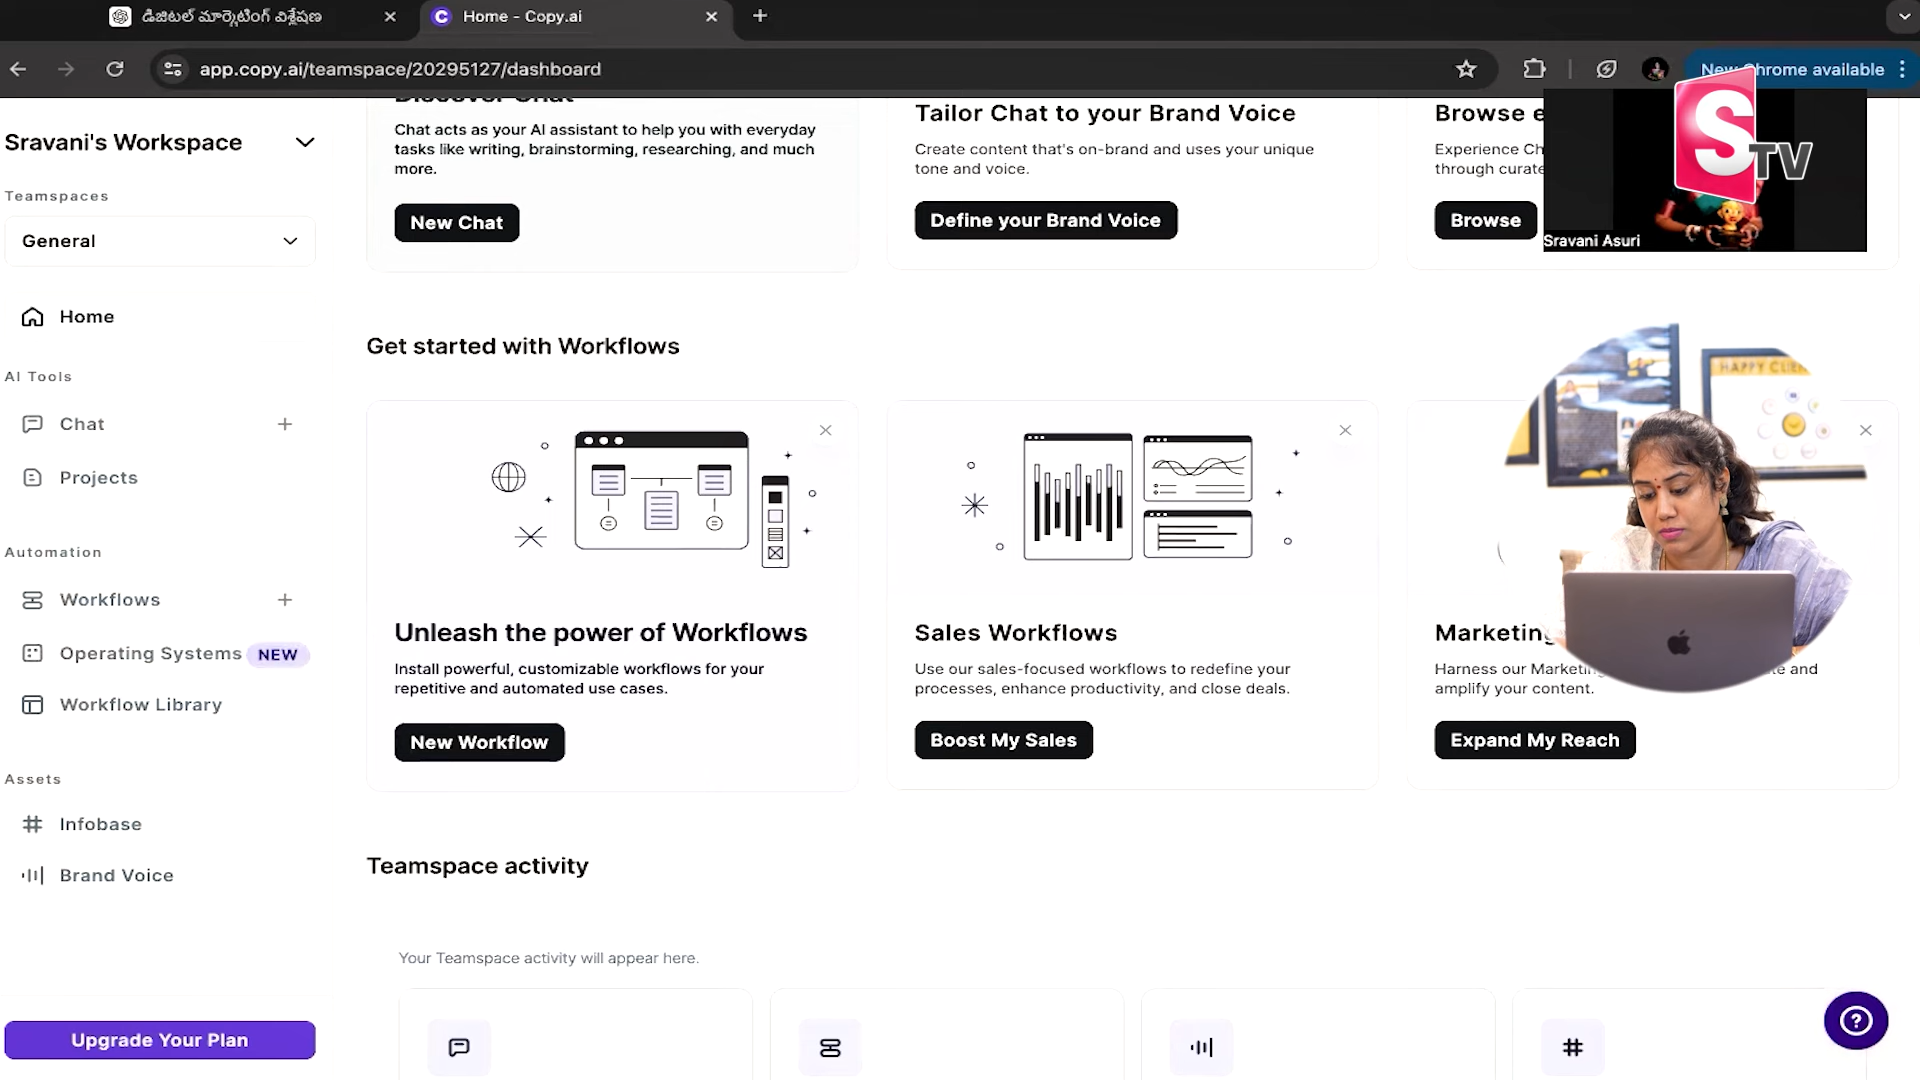 డిజిటల్ మార్కెటింగ్ విశ్లేషణ
Home - Copy.ai
app.copy.ai/teamspace/20295127/dashboard
New Chrome available
Sravani's Workspace
Teamspaces
General
Home
AI Tools
Chat
Projects
Automation
Workflows
Operating Systems NEW
Workflow Library
Assets
Infobase
Brand Voice
Upgrade Your Plan
Discover Chat
Chat acts as your AI assistant to help you with everyday
tasks like writing, brainstorming, researching, and much
more.
New Chat
Tailor Chat to your Brand Voice
Create content that's on-brand and uses your unique
tone and voice.
Define your Brand Voice
Browse
Experience
through
Browse
STV
Sravani Asuri
HAPPY
Get started with Workflows
Unleash the power of Workflows
Install powerful, customizable workflows for your
repetitive and automated use cases.
New Workflow
Sales Workflows
Use our sales-focused workflows to redefine your
processes, enhance productivity, and close deals.
Boost My Sales
Marketing
Harness our and
amplify your content.
Expand My Reach
Teamspace activity
Your Teamspace activity will appear here.